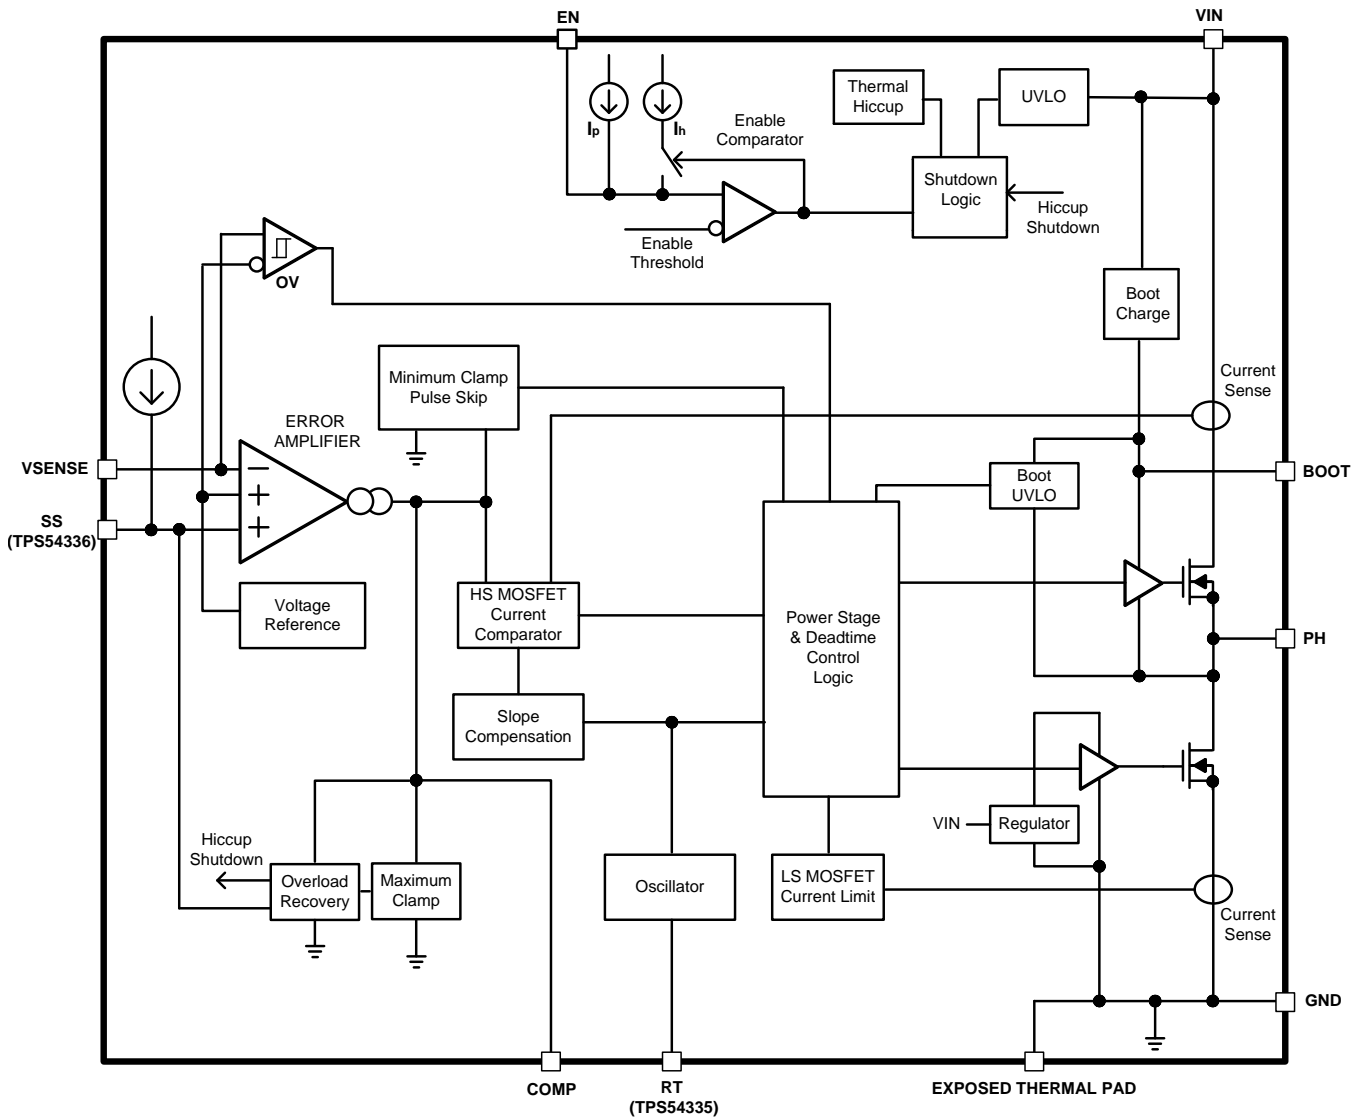 EN
VIN
Thermal
Hiccup
UVLO
Ip
Ih
Enable
Comparator
Shutdown
Logic
Hiccup
Shutdown
Enable
Threshold
OV
Boot
Charge
Current
Sense
Minimum Clamp
Pulse Skip
ERROR
AMPLIFIER
VSENSE
SS
(TPS54336)
Boot
UVLO
BOOT
Voltage
Reference
HS MOSFET
Current
Comparator
Power Stage
& Deadtime
Control
Logic
PH
Slope
Compensation
VIN
Regulator
Hiccup
Shutdown
Overload
Recovery
Maximum
Clamp
Oscillator
LS MOSFET
Current Limit
Current
Sense
GND
COMP
RT
(TPS54335)
EXPOSED THERMAL PAD